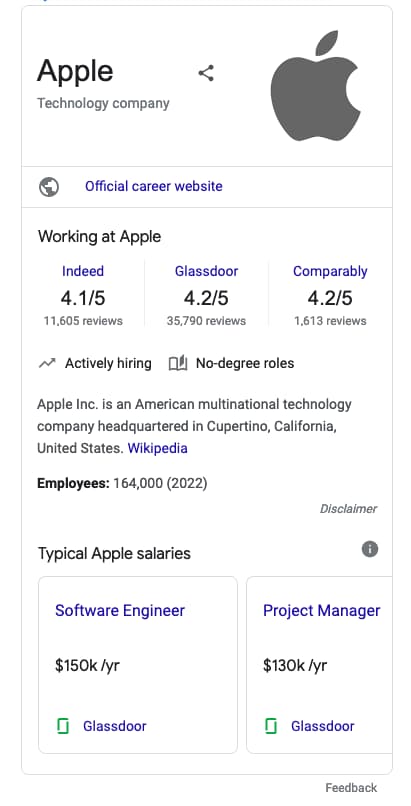 Apple
Technology company
Official career website
Working at Apple
Indeed
Glassdoor
Comparably
4.1/5
4.2/5
4.2/5
11,605 reviews
35,790 reviews
1,613 reviews
Actively hiring
No-degree roles
Apple Inc. is an American multinational technology
company headquartered in Cupertino, California,
United States. Wikipedia
Employees: 164,000 (2022)
Disclaimer
Typical Apple salaries
Software Engineer
Project Manager
$150k /yr
$130k /yr
Glassdoor
Glassdoor
Feedback